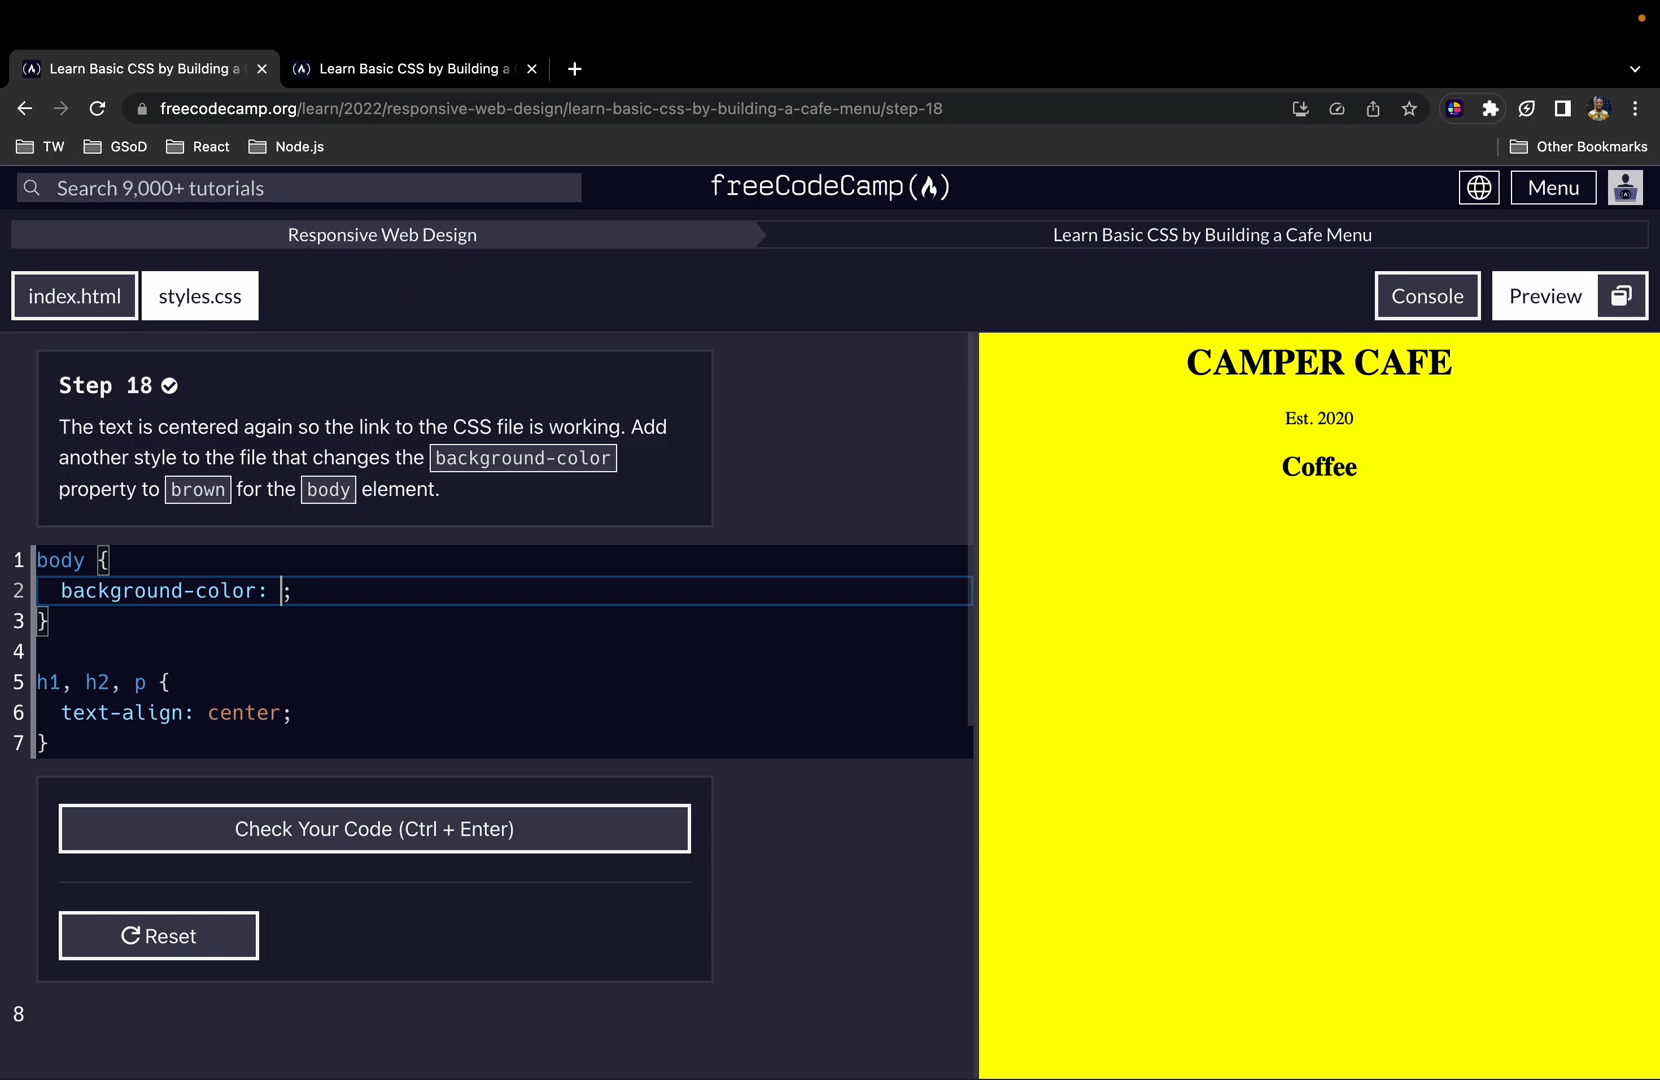 Learn Basic CSS by Building a
Learn Basic CSS by Building a
freecodecamp.org/learn/2022/responsive-web-design/learn-basic-css-by-building-a-cafe-menu/step-18
TW GSoD React Node.js Other Bookmarks
Search 9,000+ tutorials
freeCodeCamp
Menu
Responsive Web Design
Learn Basic CSS by Building a Cafe Menu
index.html
styles.css
Console
Preview
Step 18
The text is centered again so the link to the CSS file is working. Add
another style to the file that changes the background-color
property to brown for the body element.
1 body {
2 background-color: ;
3 }
4
5 h1, h2, p {
6 text-align: center;
7 }
Check Your Code (Ctrl + Enter)
Reset
8
CAMPER CAFE
Est. 2020
Coffee